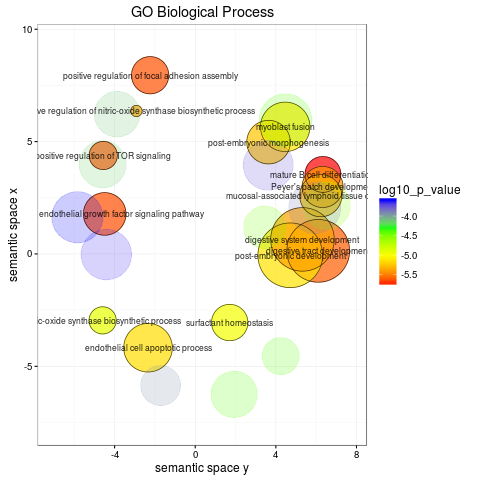 GO Biological Process
10
positive regulation of focal adhesion assembly
ve regulation of nitric-oxide synthase biosynthetic process
myoblast fusion
5
post-embryonic morphogenesis
positive regulation of TOR signaling
mature B cell differentiatio
Peyer's patch developme
mucosal-associated lymphoid tissue d
endothelial growth factor signaling pathway
digestive system development
digestive tract developmen
post-embryonic development
0
c-oxide synthase biosynthetic process
surfactant homeostasis
endothelial cell apoptotic process
-5
-4
0
4
8
semantic space y
semantic space x
log10_p_value
-4.0
-4.5
-5.0
-5.5